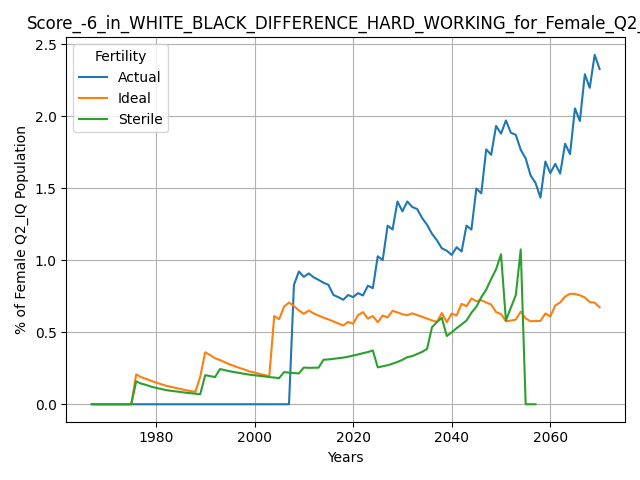 Score_-6_in_WHITE_BLACK_DIFFERENCE_HARD_WORKING_for_Female_Q2_
Fertility
Actual
Ideal
Sterile
2.5
2.0
1.5
1.0
0.5
0.0
% of Female Q2_IQ Population
1980
2000
2020
2040
2060
Years